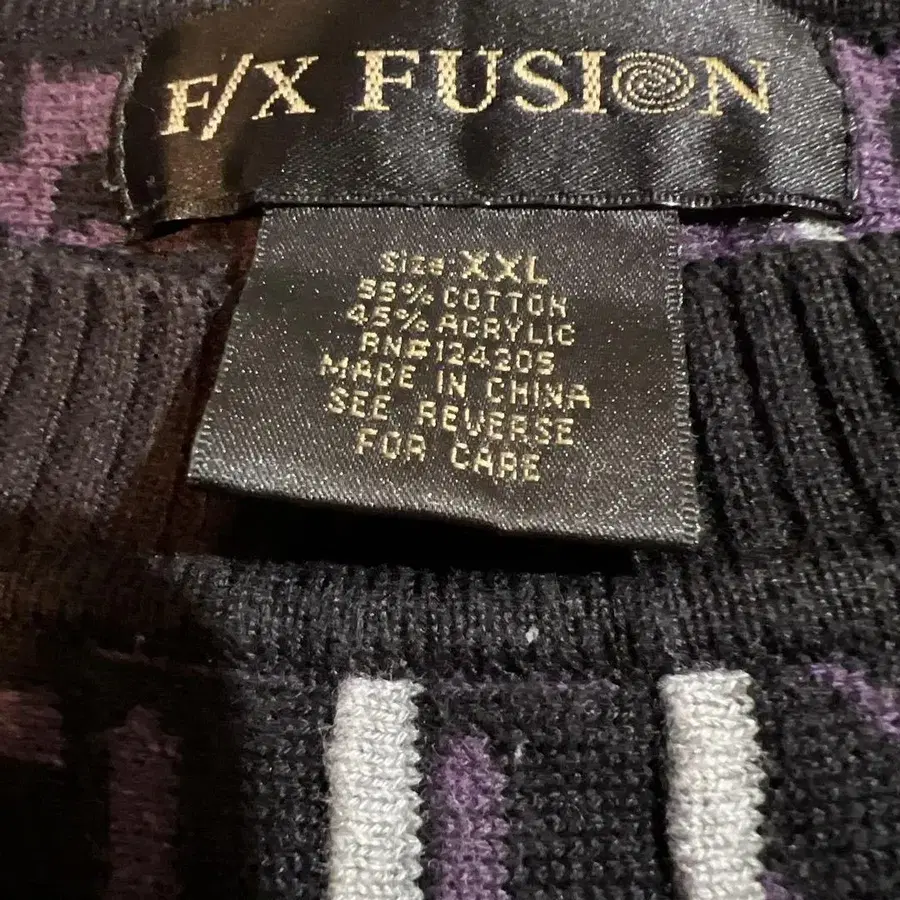 F/X FUSION
Size:XXL
55% COTTON
45% ACRYLIC
RN#124205
MADE IN CHINA
SEE REVERSE
FOR CARE